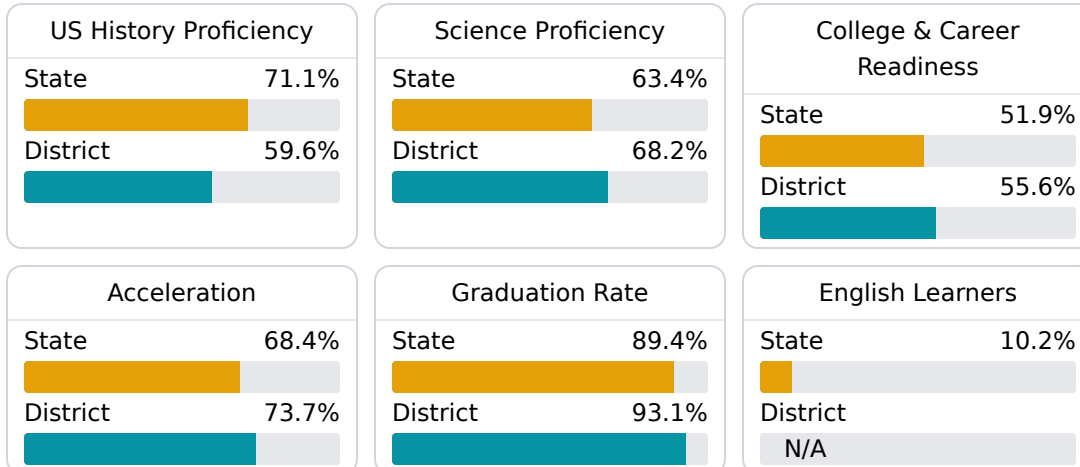 US History Proficiency
State 71.1%
District 59.6%
Science Proficiency
State 63.4%
District 68.2%
College & Career
Readiness
State 51.9%
District 55.6%
Acceleration
State 68.4%
District 73.7%
Graduation Rate
State 89.4%
District 93.1%
English Learners
State 10.2%
District
N/A